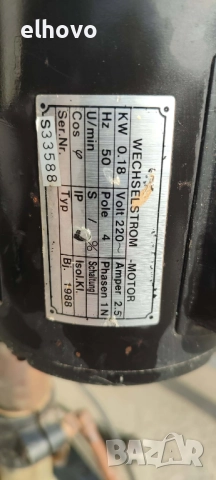 elhovo
WECHSELSTROM -MOTOR
KW 0.18 Volt 220~ Amper 2.5
Hz 50 Pole 4 Phasen 1 N
U/min S / % Schaltung
Cos φ IP Isol.Kl.
Ser.Nr. Typ Bj. 1988
S33588
BAZAR
.bg